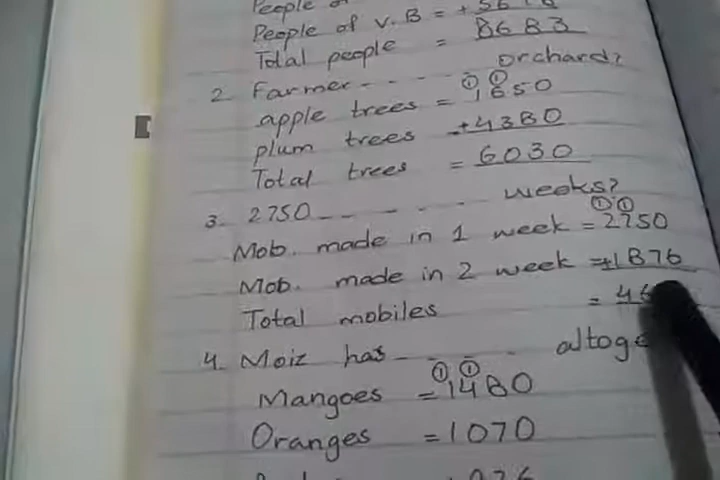 People
People of v.B = +
Total people = 8683
2. Farmer - - - - - orchard?
① ①
apple trees = 1650
plum trees +4380
Total trees = 6030
3. 2750 - - - - - weeks?
① ①
Mob. made in 1 week = 2750
Mob. made in 2 week = +1876
Total mobiles = 4
4. Moiz has - - - - altoge
① ①
Mangoes = 1480
Oranges = 1070